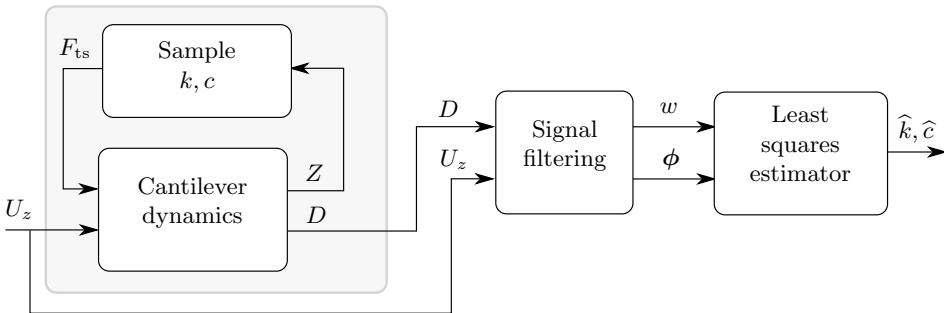 F_ts
Sample
k, c
U_z
Cantilever
dynamics
Z
D
D
U_z
Signal
filtering
w
ϕ
Least
squares
estimator
k̂, ĉ